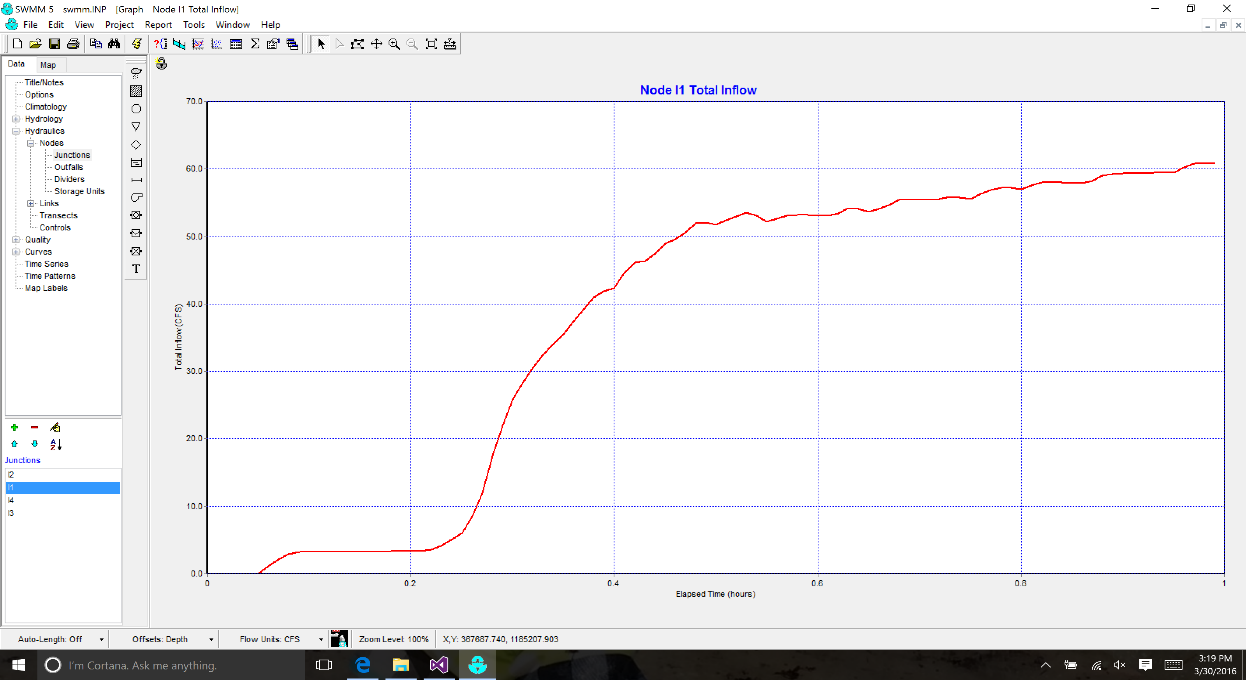 SWMM 5 - swmm.INP - [Graph - Node I1 Total Inflow]
File Edit View Project Report Tools Window Help
Data Map
Title/Notes
Options
Climatology
Hydrology
Hydraulics
Nodes
Junctions
Outfalls
Dividers
Storage Units
Links
Transects
Controls
Quality
Curves
Time Series
Time Patterns
Map Labels
T
Junctions
I2
I1
I4
I3
Node I1 Total Inflow
70.0
60.0
50.0
40.0
30.0
20.0
10.0
0.0
Total Inflow (CFS)
0 0.2 0.4 0.6 0.8 1
Elapsed Time (hours)
Auto-Length: Off Offsets: Depth Flow Units: CFS Zoom Level: 100% X,Y: 367687.740, 1185207.903
I'm Cortana. Ask me anything.
3:19 PM
3/30/2016